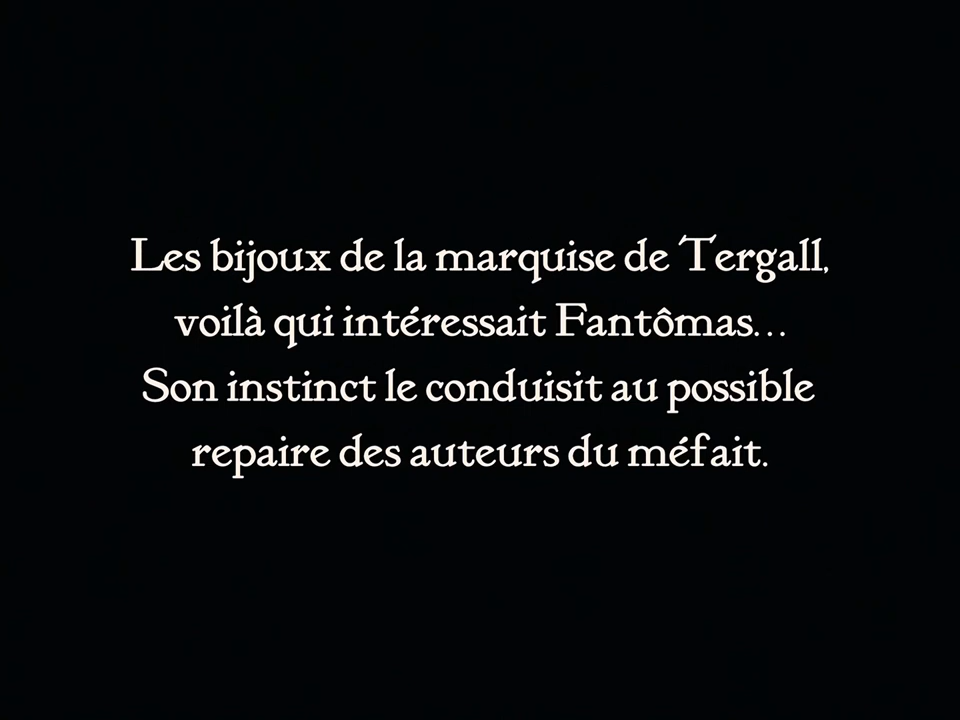 Les bijoux de la marquise de Tergall,
voilà qui intéressait Fantômas...
Son instinct le conduisit au possible
repaire des auteurs du méfait.